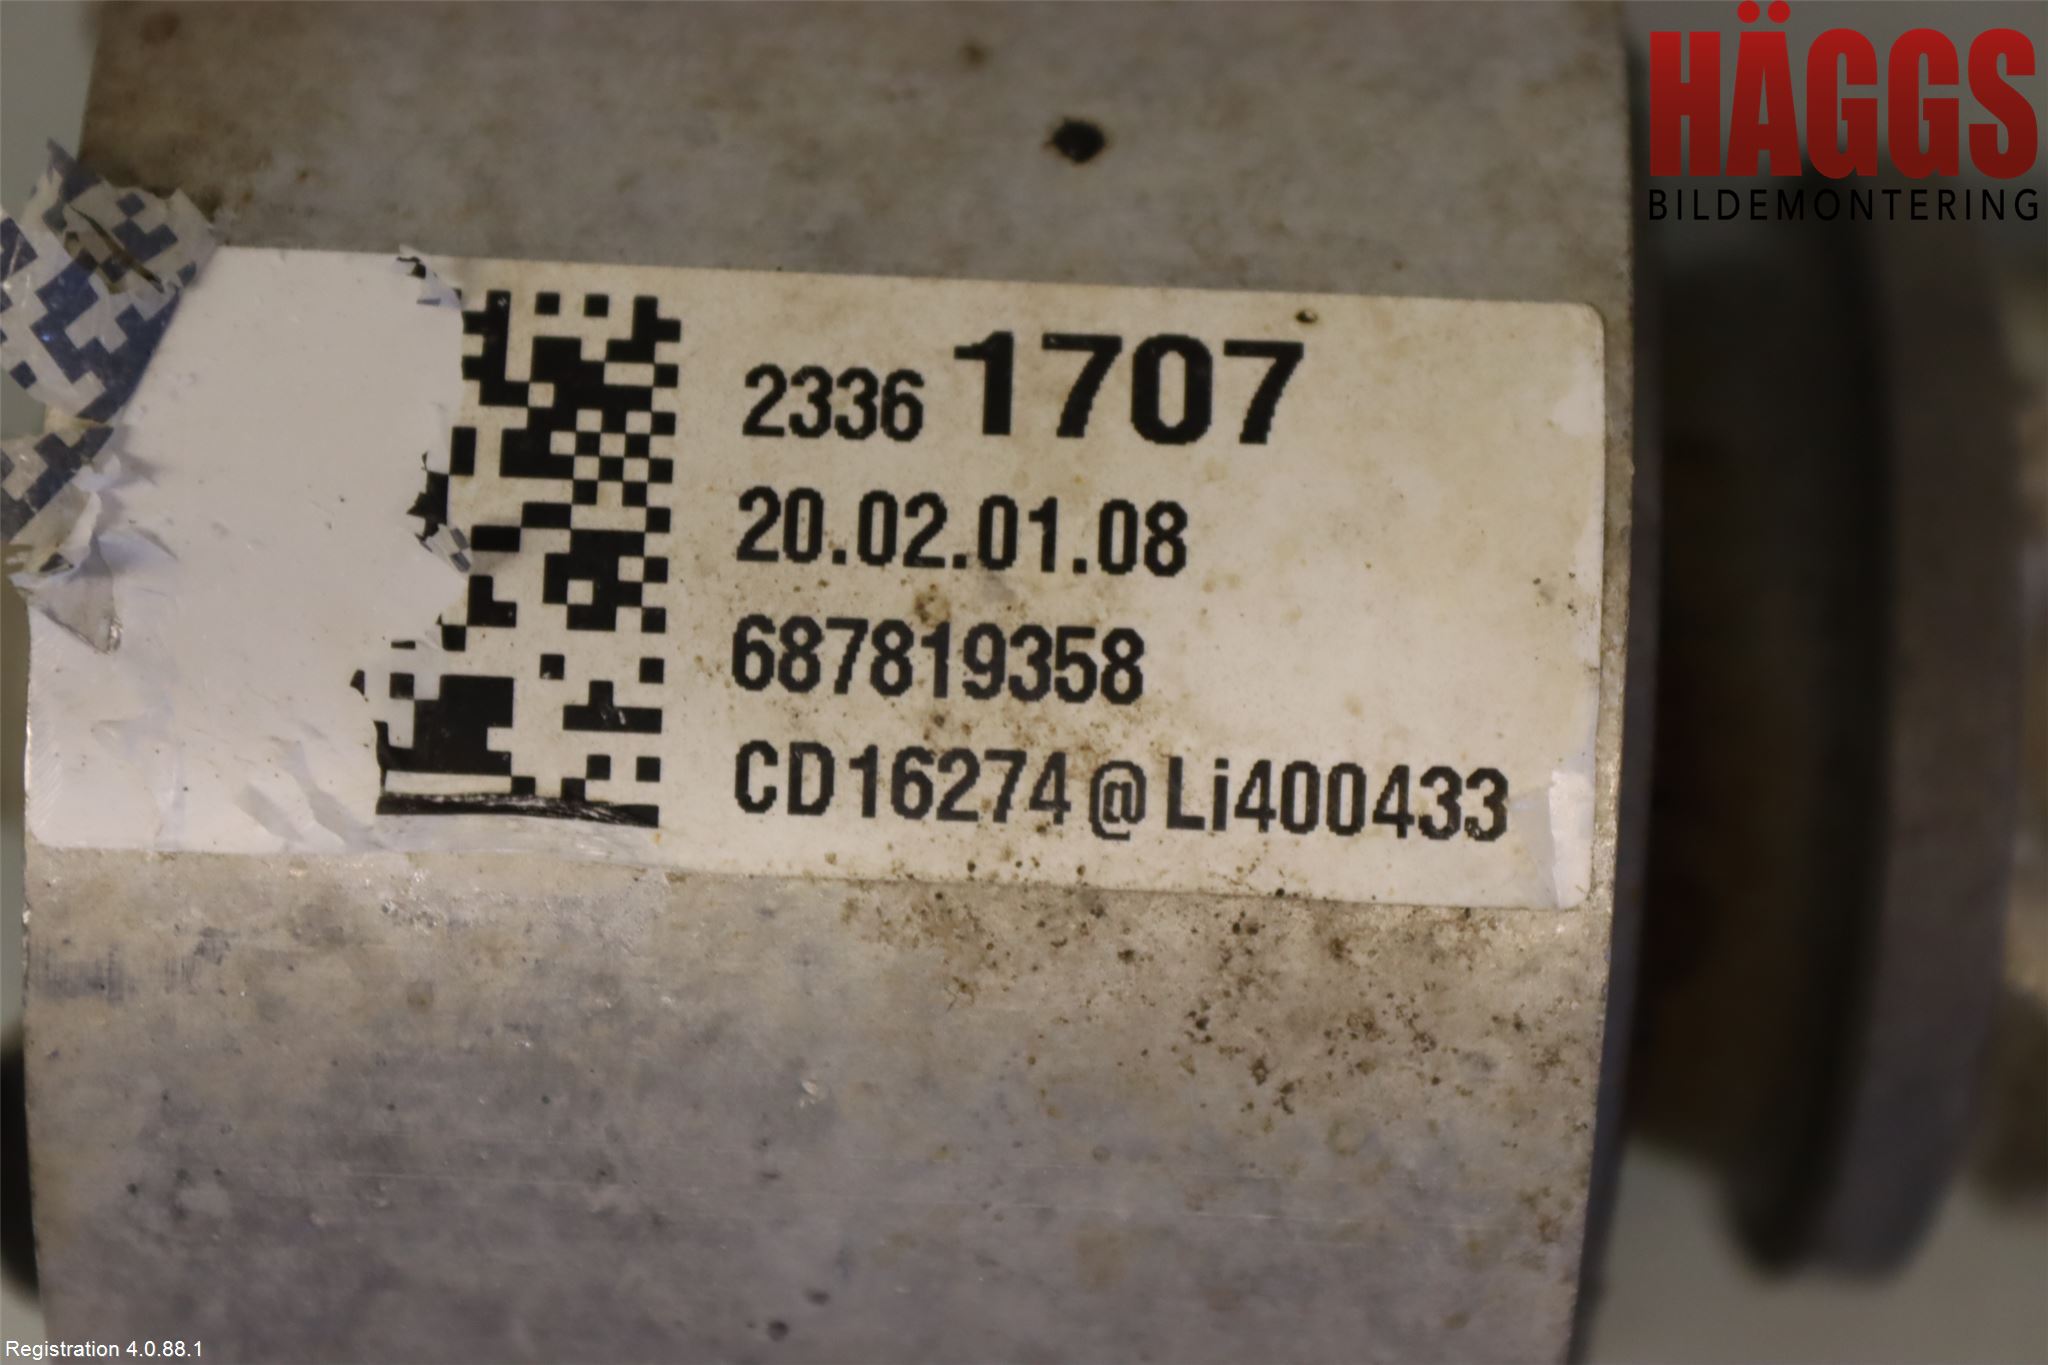 HÄGGS
BILDEMONTERING
2336 1707
20.02.01.08
687819358
CD16274@Li400433
Registration 4.0.88.1